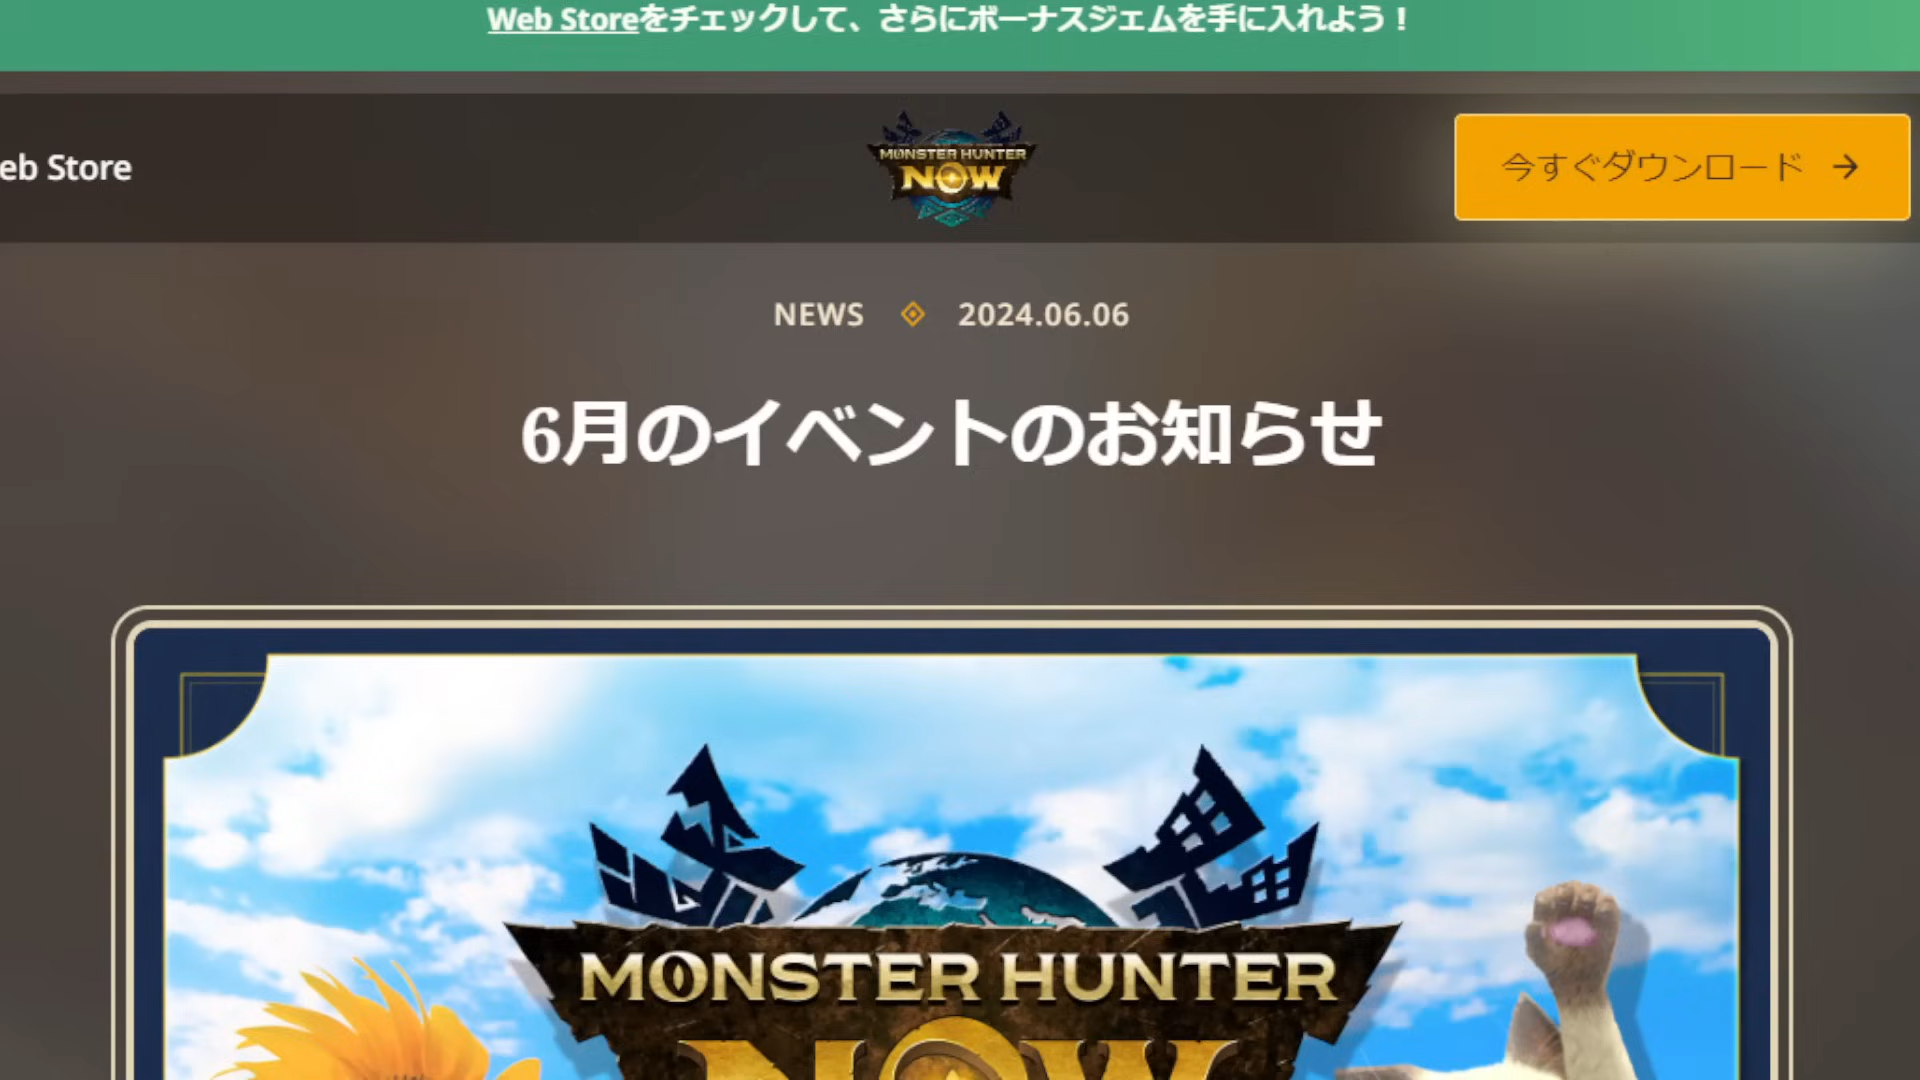 Web Storeをチェックして、さらにボーナスジェムを手に入れよう！
eb Store
MONSTER HUNTER
NOW
今すぐダウンロード →
NEWS 2024.06.06
6月のイベントのお知らせ
MONSTER HUNTER
NOW